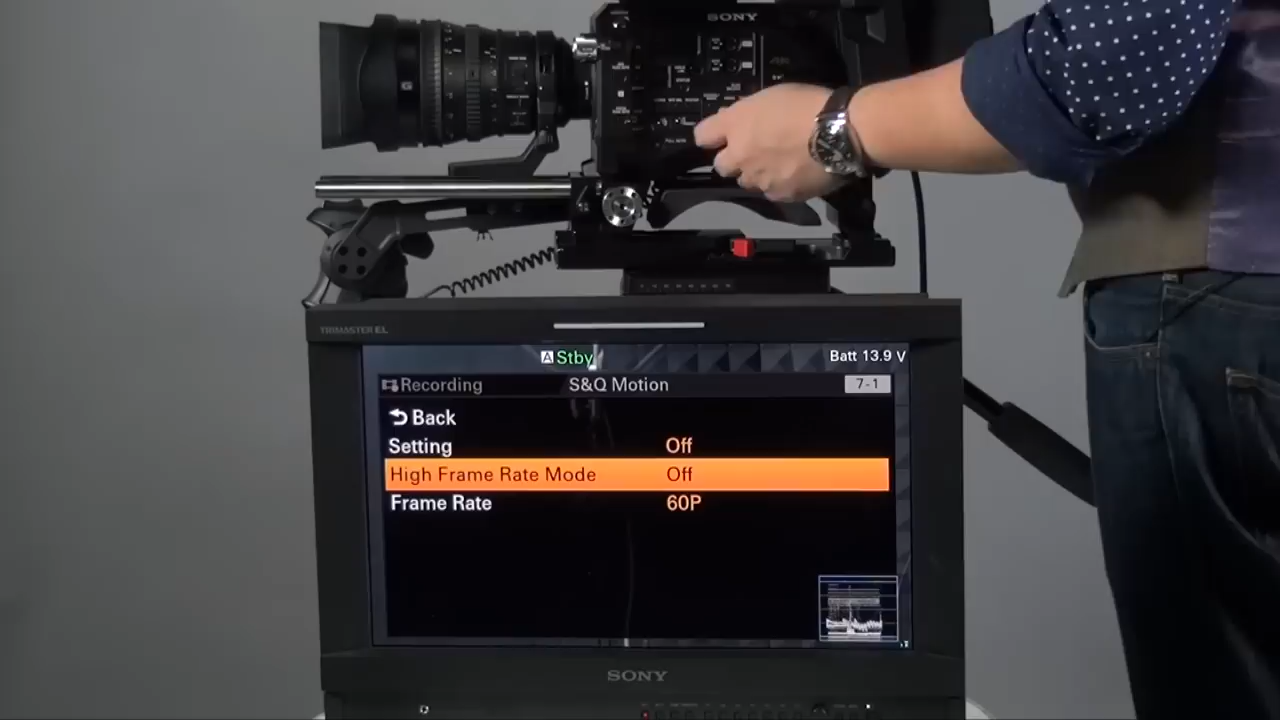 SONY
G
TRIMASTER EL
A Stby
Batt 13.9 V
Recording
S&Q Motion
7-1
Back
Setting Off
High Frame Rate Mode Off
Frame Rate 60P
SONY